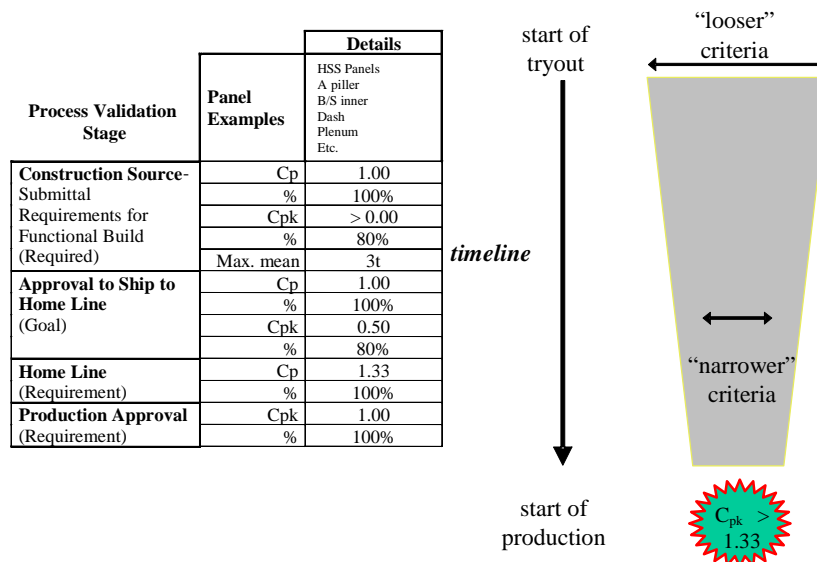 Details
Process Validation
Stage
Panel
Examples
HSS Panels
A piller
B/S inner
Dash
Plenum
Etc.
Construction Source-
Submittal
Requirements for
Functional Build
(Required)
Cp 1.00
% 100%
Cpk > 0.00
% 80%
Max. mean 3t
Approval to Ship to
Home Line
(Goal)
Cp 1.00
% 100%
Cpk 0.50
% 80%
Home Line
(Requirement)
Cp 1.33
% 100%
Production Approval
(Requirement)
Cpk 1.00
% 100%
start of
tryout
timeline
start of
production
“looser”
criteria
“narrower”
criteria
Cpk >
1.33